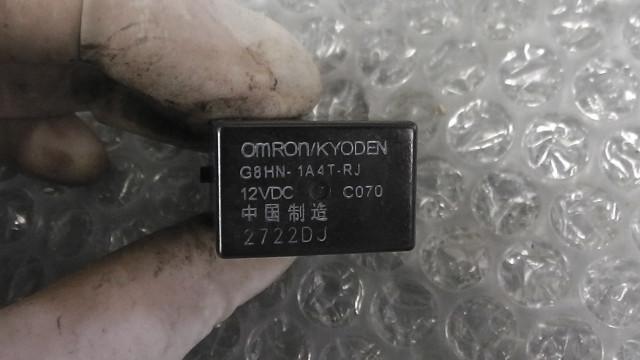 OMRON/KYODEN
G8HN-1A4T-RJ
12VDC C070
中国制造
2722DJ